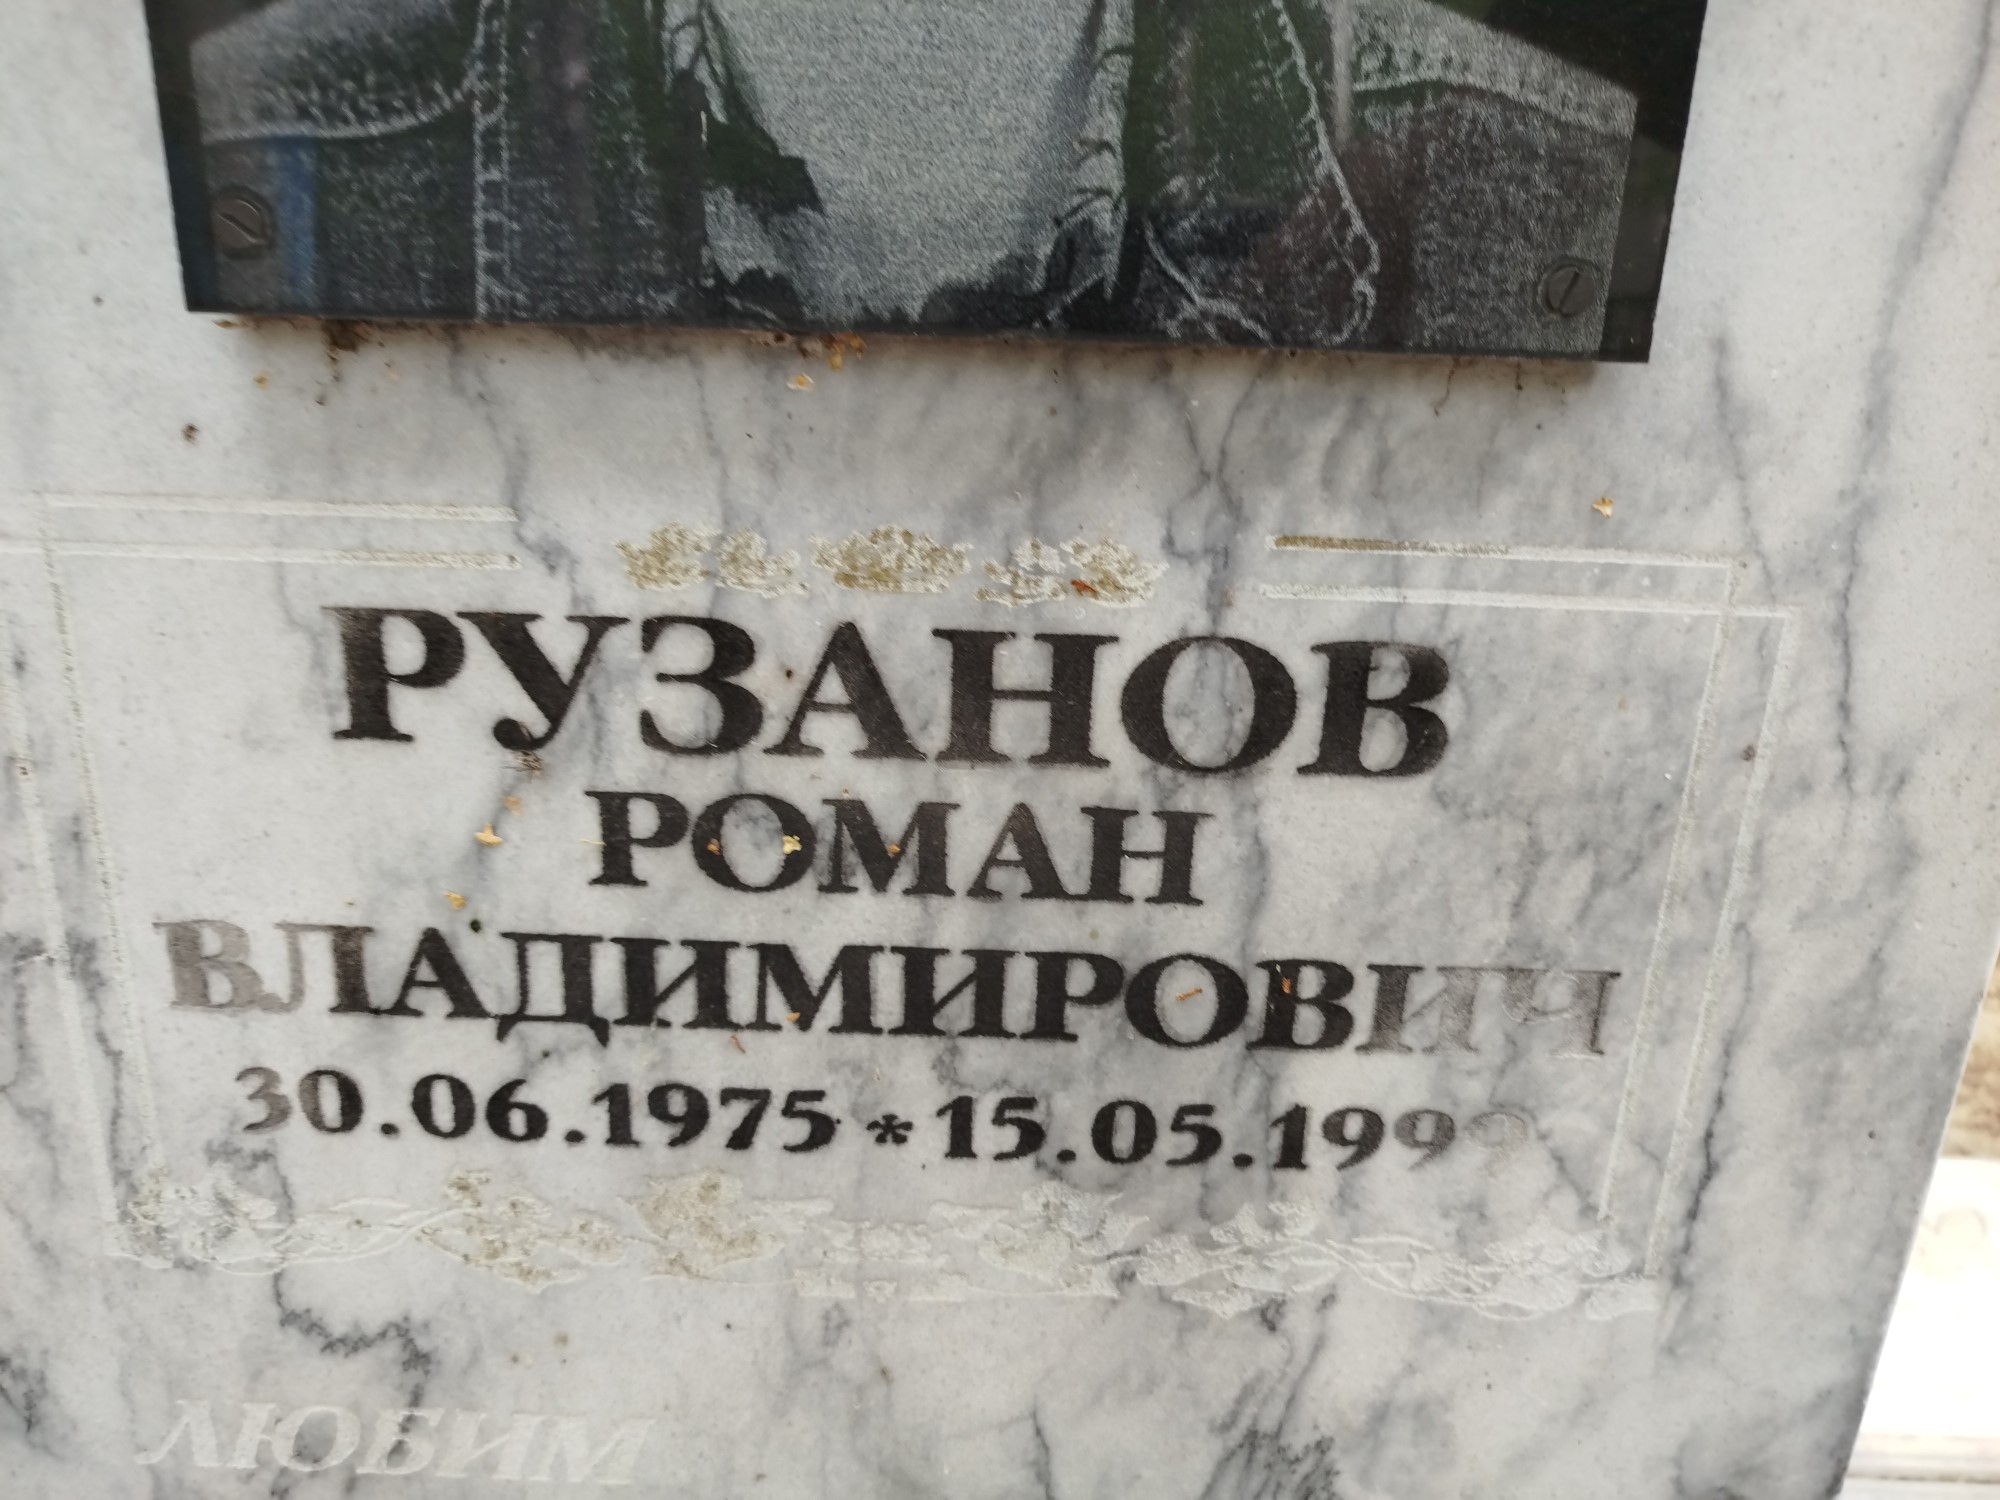 РУЗАНОВ
РОМАН
ВЛАДИМИРОВИЧ
30.06.1975 * 15.05.1999
ЛЮБИМ